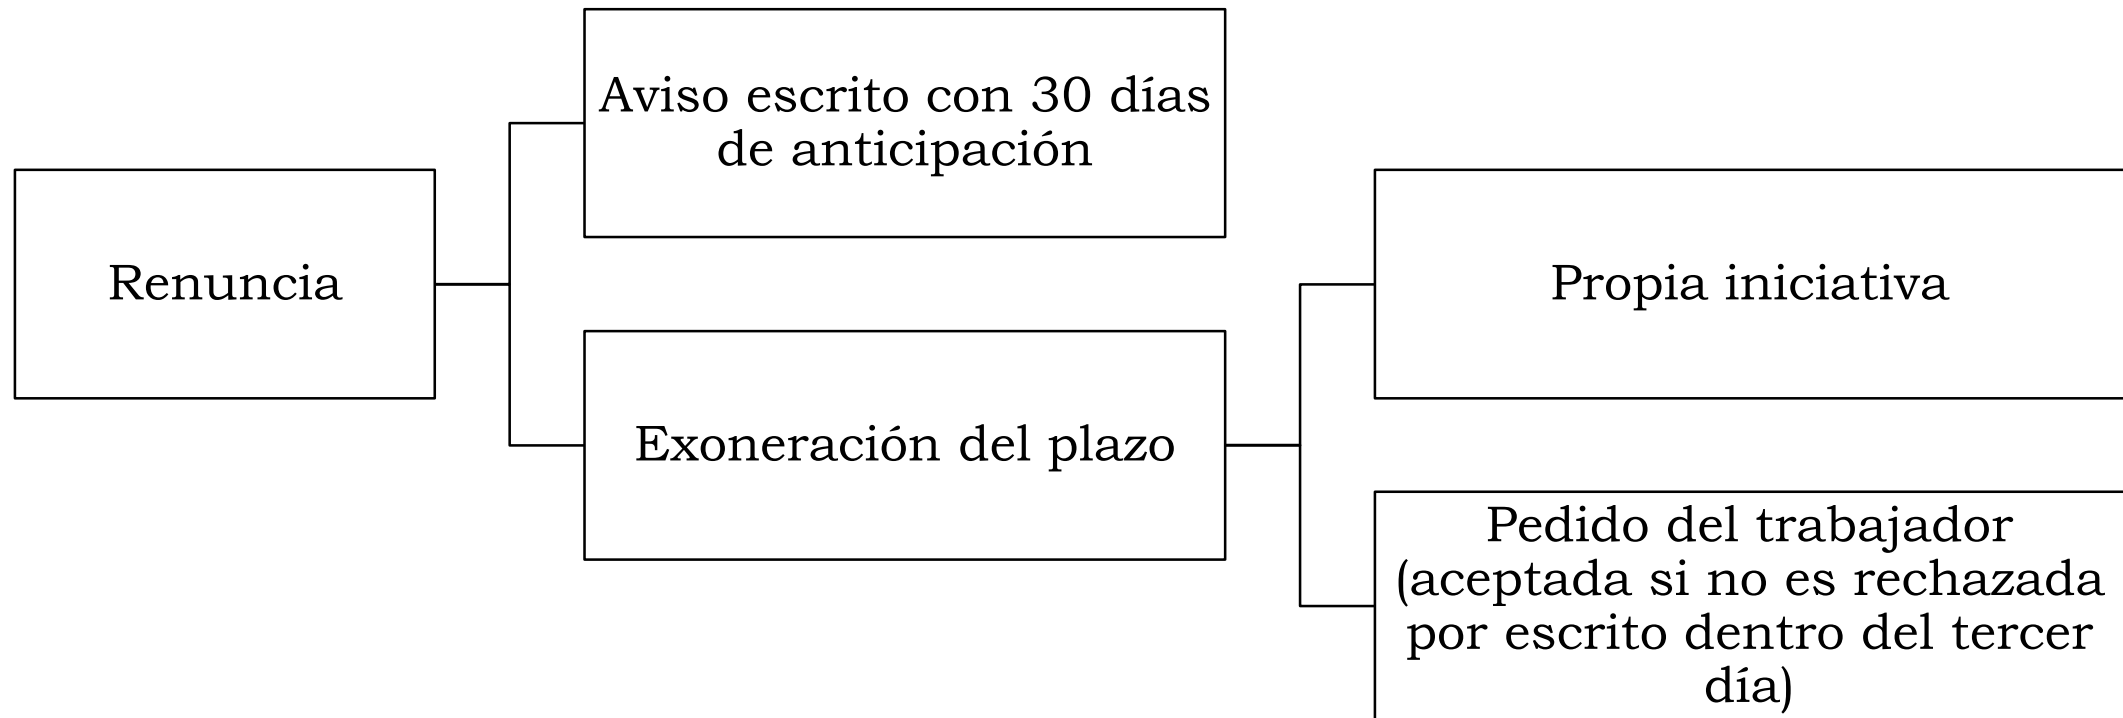 Aviso escrito con 30 días
de anticipación
Renuncia
Propia iniciativa
Exoneración del plazo
Pedido del trabajador
(aceptada si no es rechazada
por escrito dentro del tercer
día)